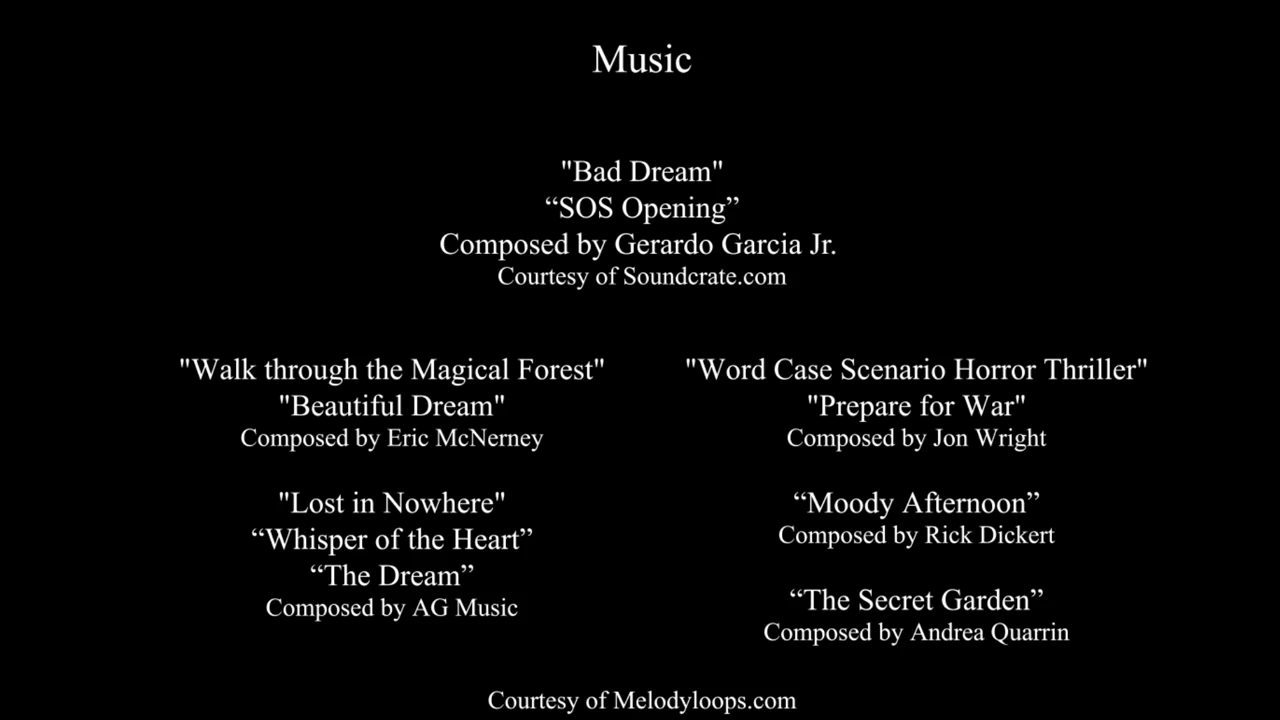 Music
"Bad Dream"
“SOS Opening”
Composed by Gerardo Garcia Jr.
Courtesy of Soundcrate.com
"Walk through the Magical Forest"
"Beautiful Dream"
Composed by Eric McNerney
"Lost in Nowhere"
“Whisper of the Heart”
“The Dream”
Composed by AG Music
"Word Case Scenario Horror Thriller"
"Prepare for War"
Composed by Jon Wright
“Moody Afternoon”
Composed by Rick Dickert
“The Secret Garden”
Composed by Andrea Quarrin
Courtesy of Melodyloops.com